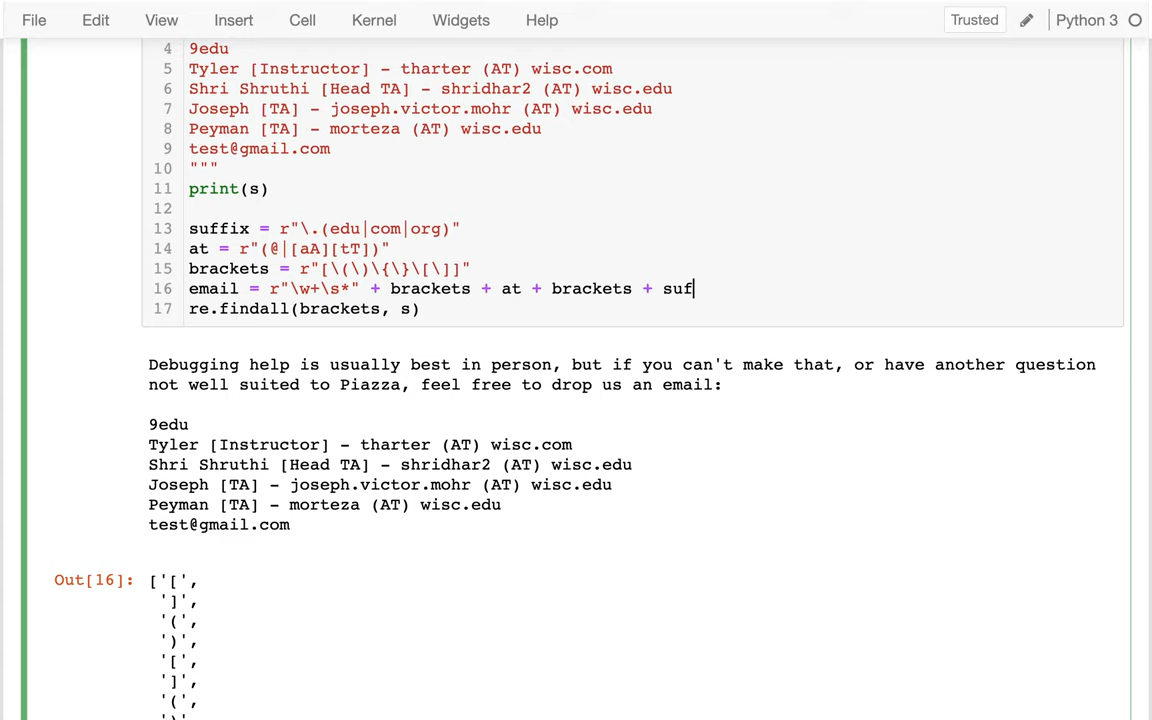 File Edit View Insert Cell Kernel Widgets Help Trusted Python 3
4 9edu
5 Tyler [Instructor] - tharter (AT) wisc.com
6 Shri Shruthi [Head TA] - shridhar2 (AT) wisc.edu
7 Joseph [TA] - joseph.victor.mohr (AT) wisc.edu
8 Peyman [TA] - morteza (AT) wisc.edu
9 test@gmail.com
10 """
11 print(s)
12
13 suffix = r"\.(edu|com|org)"
14 at = r"(@|[aA][tT])"
15 brackets = r"[\(\)\{\}\[\]]"
16 email = r"\w+\s*" + brackets + at + brackets + suf
17 re.findall(brackets, s)
Debugging help is usually best in person, but if you can't make that, or have another question
not well suited to Piazza, feel free to drop us an email:
9edu
Tyler [Instructor] - tharter (AT) wisc.com
Shri Shruthi [Head TA] - shridhar2 (AT) wisc.edu
Joseph [TA] - joseph.victor.mohr (AT) wisc.edu
Peyman [TA] - morteza (AT) wisc.edu
test@gmail.com
Out[16]: ['[',
']',
'(',
')',
'[',
']',
'(',
')'